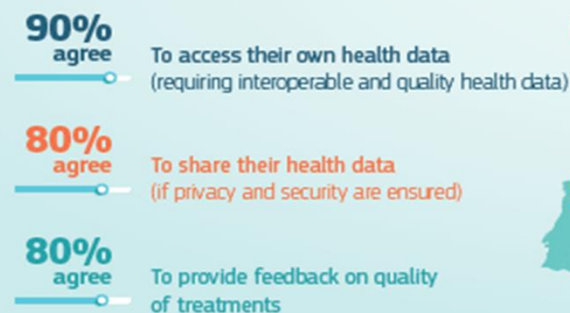 90%
agree
To access their own health data
(requiring interoperable and quality health data)
80%
agree
To share their health data
(if privacy and security are ensured)
80%
agree
To provide feedback on quality
of treatments